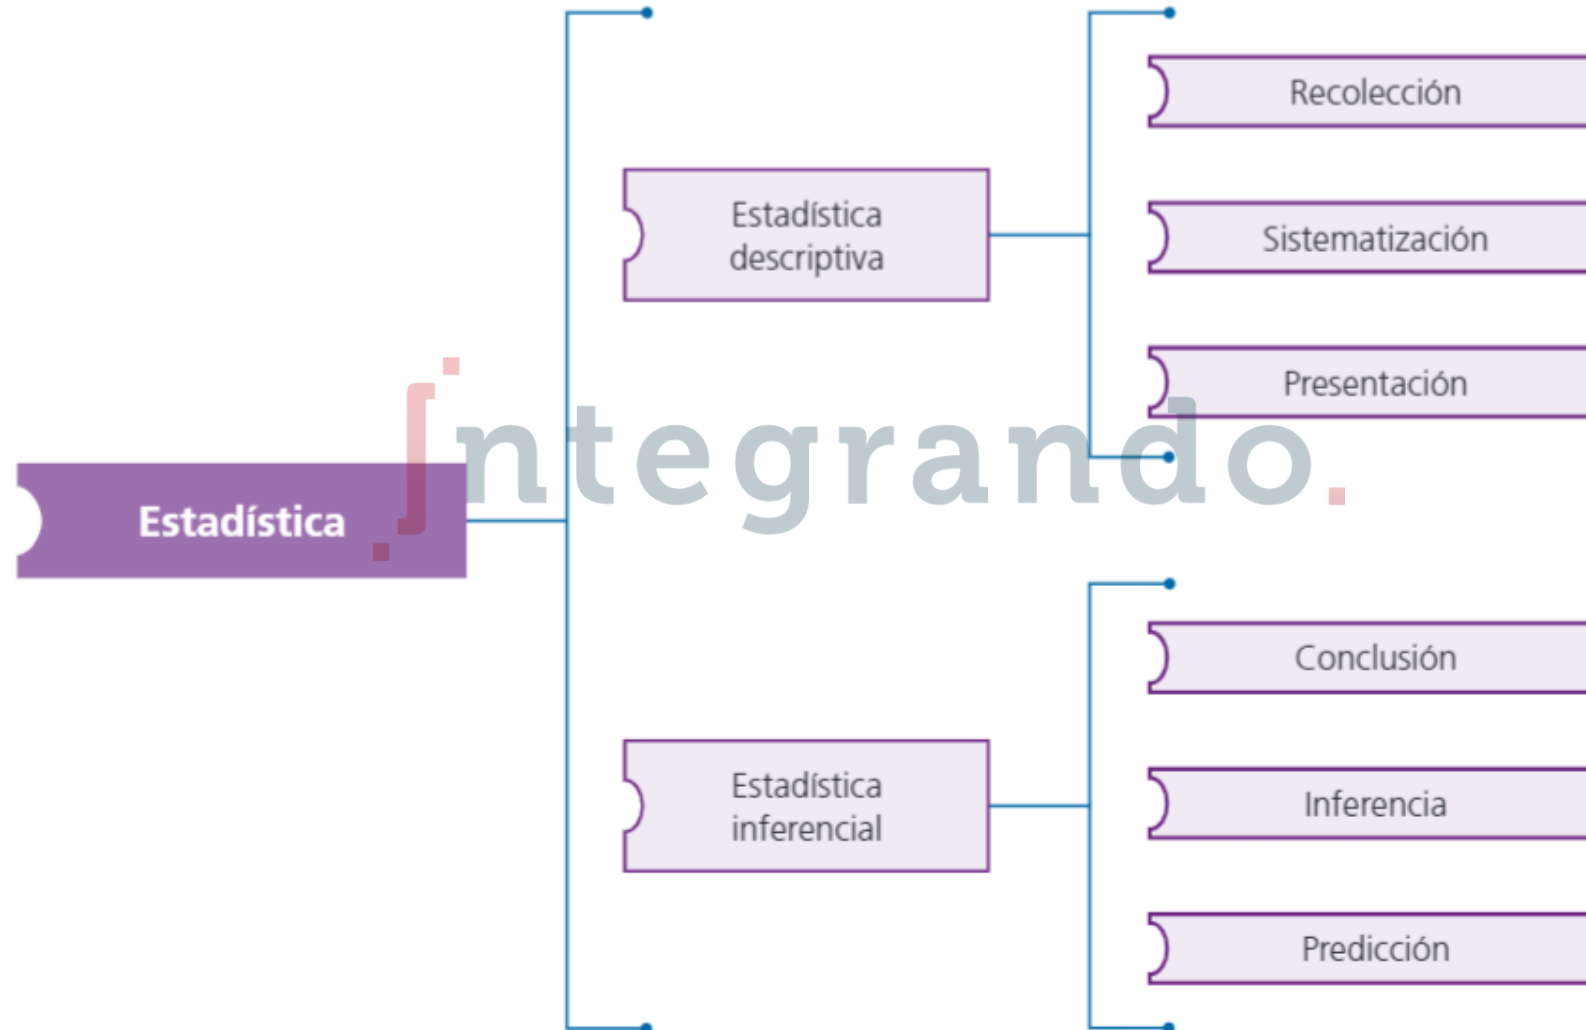 Recolección
Estadística
descriptiva
Sistematización
Presentación
integrando.
Estadística
Conclusión
Estadística
inferencial
Inferencia
Predicción